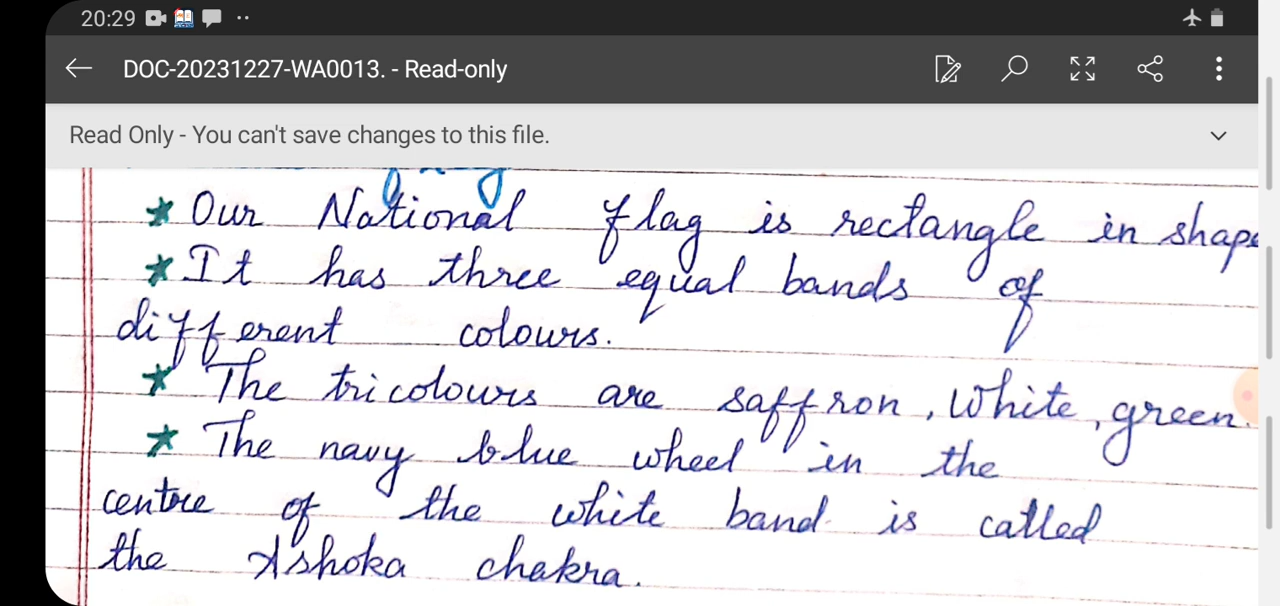 20:29
DOC-20231227-WA0013. - Read-only
Read Only - You can't save changes to this file.
★ Our National flag is rectangle in shape
★ It has three equal bands of
different colours.
★ The tricolours are saffron, White, green.
★ The navy blue wheel in the
centre of the white band is called
the Ashoka chakra.